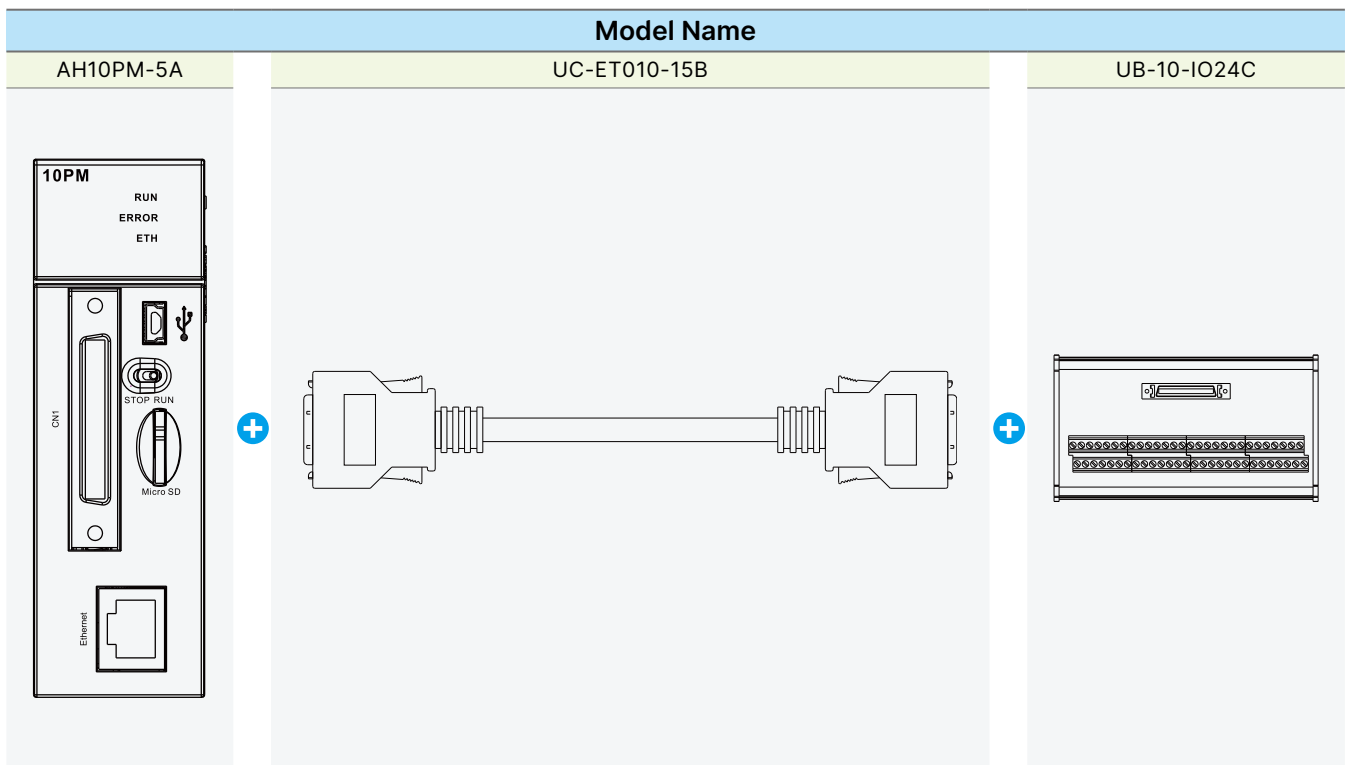 Model Name
AH10PM-5A
UC-ET010-15B
UB-10-IO24C
10PM
RUN
ERROR
ETH
CN1
STOP RUN
Micro SD
Ethernet